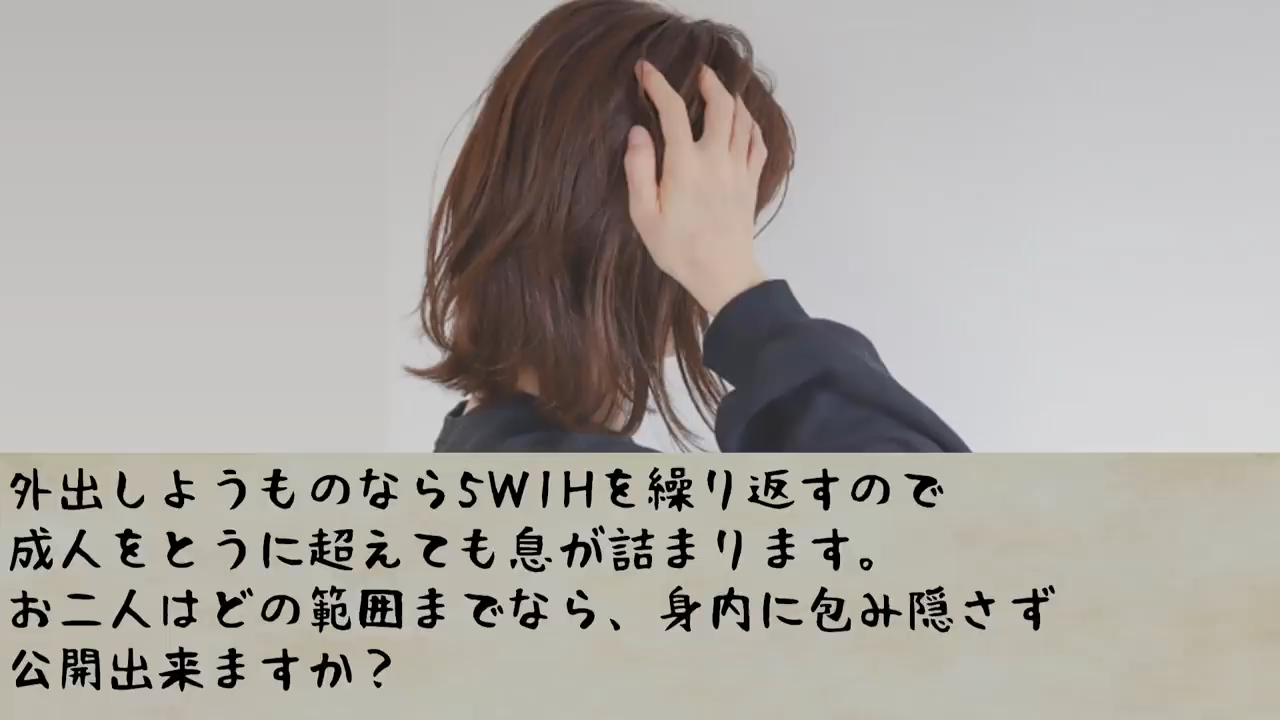 外出しようものなら5W1Hを繰り返すので
成人をとうに超えても息が詰まります。
お二人はどの範囲までなら、身内に包み隠さず
公開出来ますか？